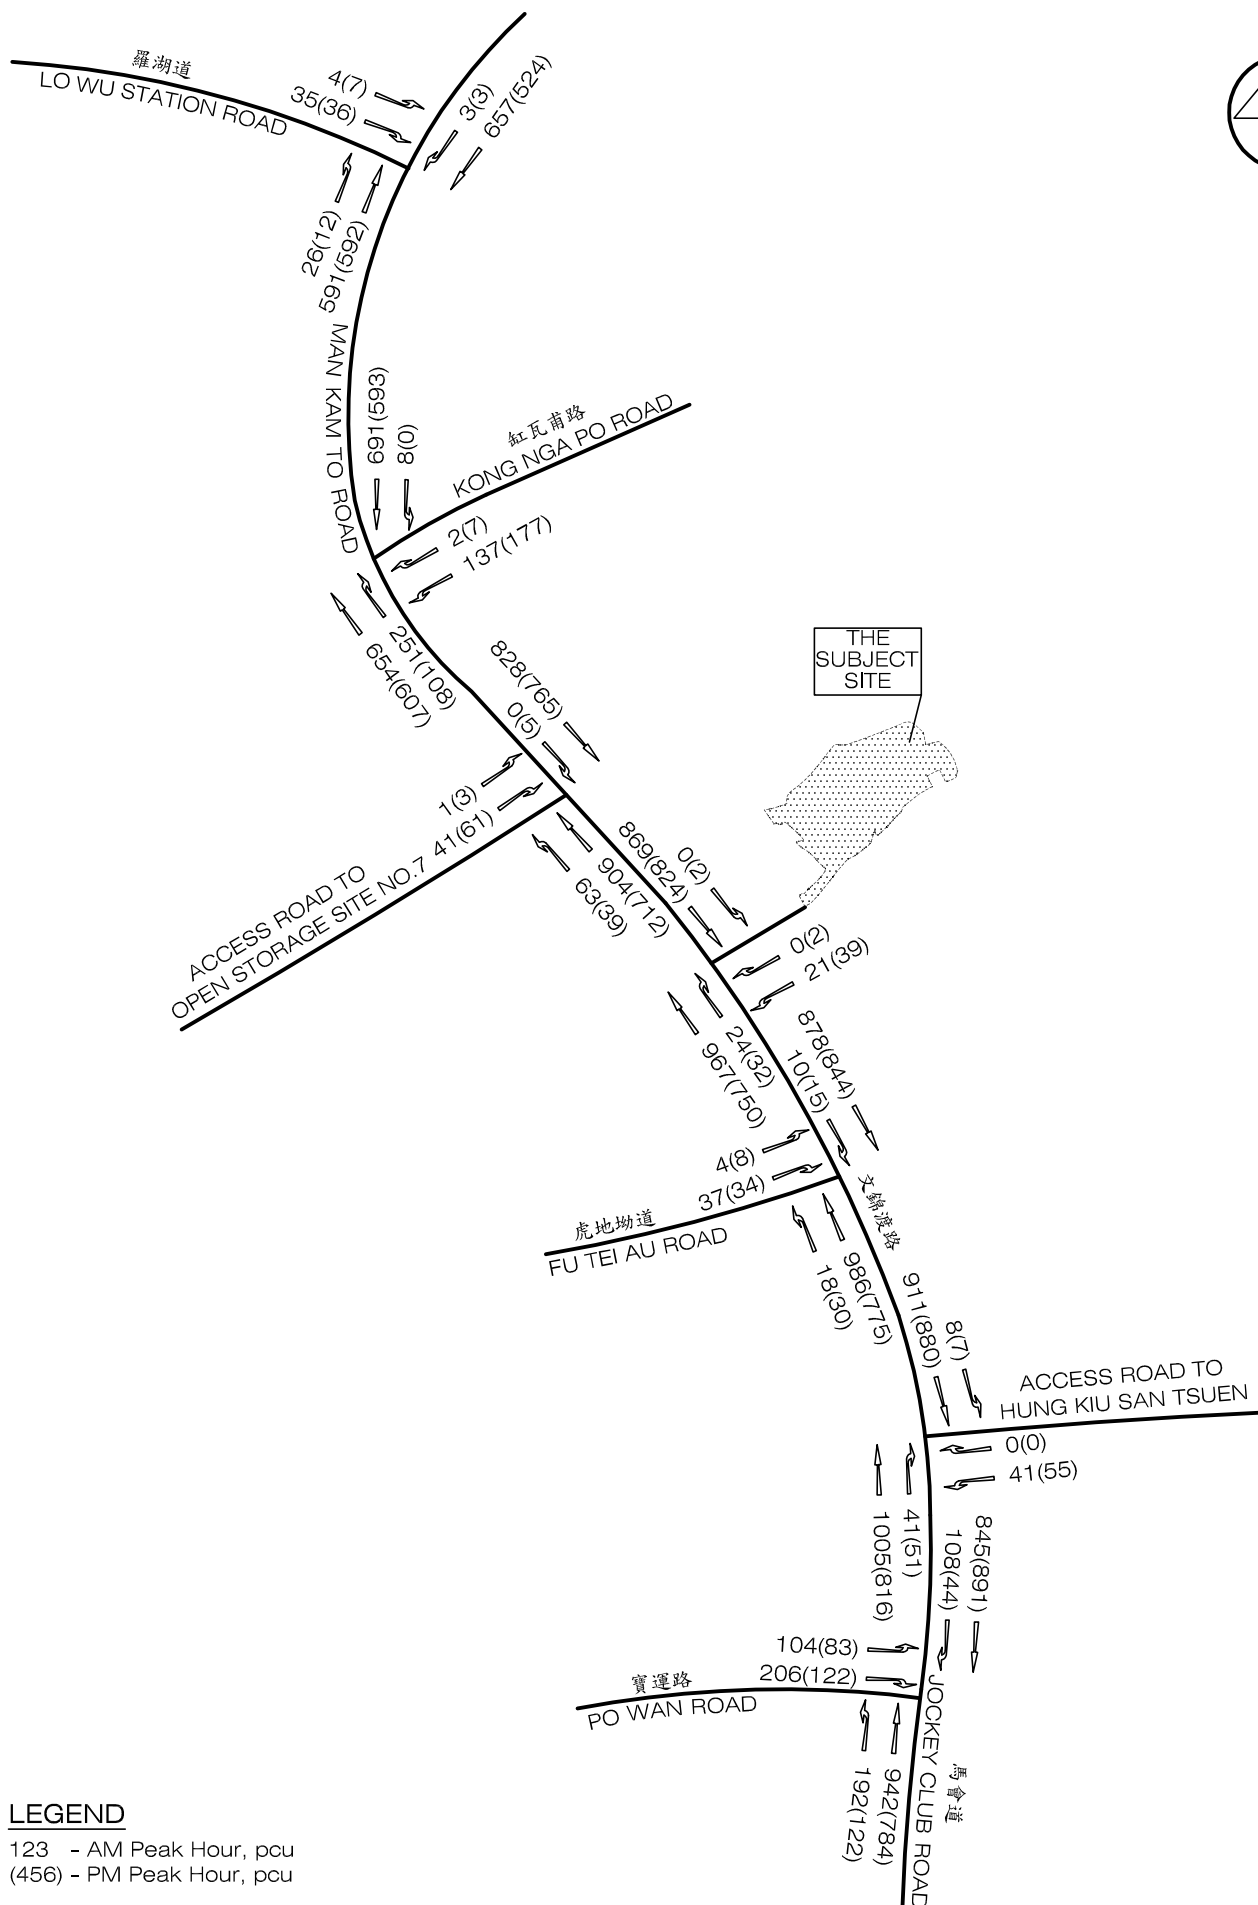 羅湖道
LO WU STATION ROAD
4(7)
35(36)
3(3)
657(524)
26(12)
591(592)
MAN KAM TO ROAD
691(593)
8(0)
缸瓦甫路
KONG NGA PO ROAD
2(7)
137(177)
251(108)
654(607)
828(765)
0(5)
THE
SUBJECT
SITE
1(3)
41(61)
ACCESS ROAD TO
OPEN STORAGE SITE NO.7
904(712)
63(39)
869(824)
0(2)
0(2)
21(39)
24(32)
967(750)
878(844)
10(15)
4(8)
37(34)
文錦渡路
虎地坳道
FU TEI AU ROAD
986(775)
18(30)
911(880)
8(7)
ACCESS ROAD TO
HUNG KIU SAN TSUEN
0(0)
41(55)
41(51)
1005(816)
845(891)
108(44)
104(83)
206(122)
寶運路
PO WAN ROAD
192(122)
942(784)
JOCKEY CLUB ROAD
馬會道
LEGEND
123 - AM Peak Hour, pcu
(456) - PM Peak Hour, pcu